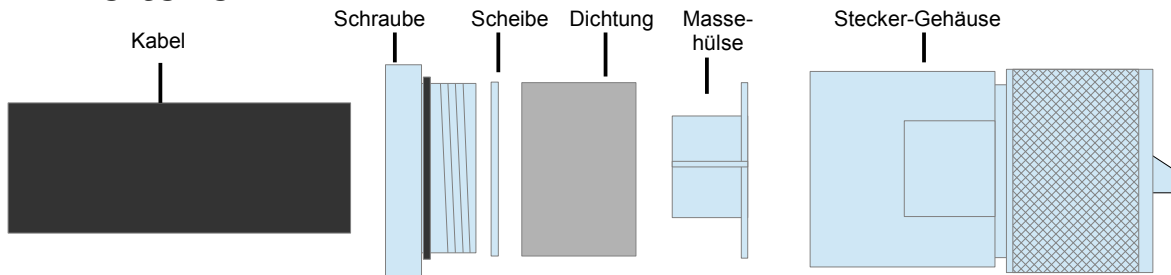 Schraube
Scheibe
Dichtung
Masse-
hülse
Stecker-Gehäuse
Kabel